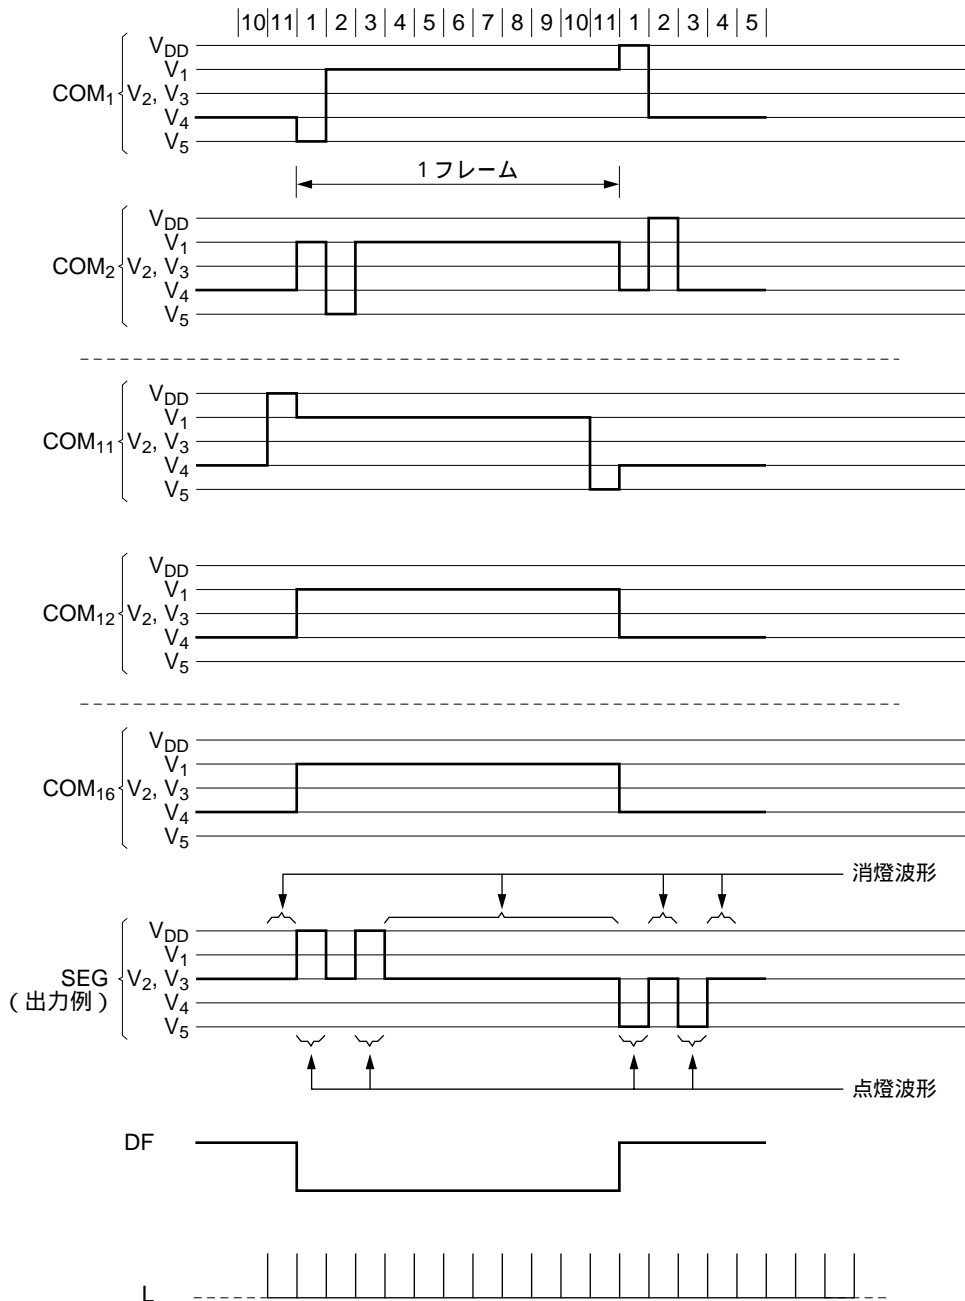 10 11 1 2 3 4 5 6 7 8 9 10 11 1 2 3 4 5
VDD
V1
COM1 V2, V3
V4
V5
1フレーム
VDD
V1
COM2 V2, V3
V4
V5
VDD
V1
COM11 V2, V3
V4
V5
VDD
V1
COM12 V2, V3
V4
V5
VDD
V1
COM16 V2, V3
V4
V5
消燈波形
VDD
V1
SEG V2, V3
(出力例) V4
V5
点燈波形
DF
L